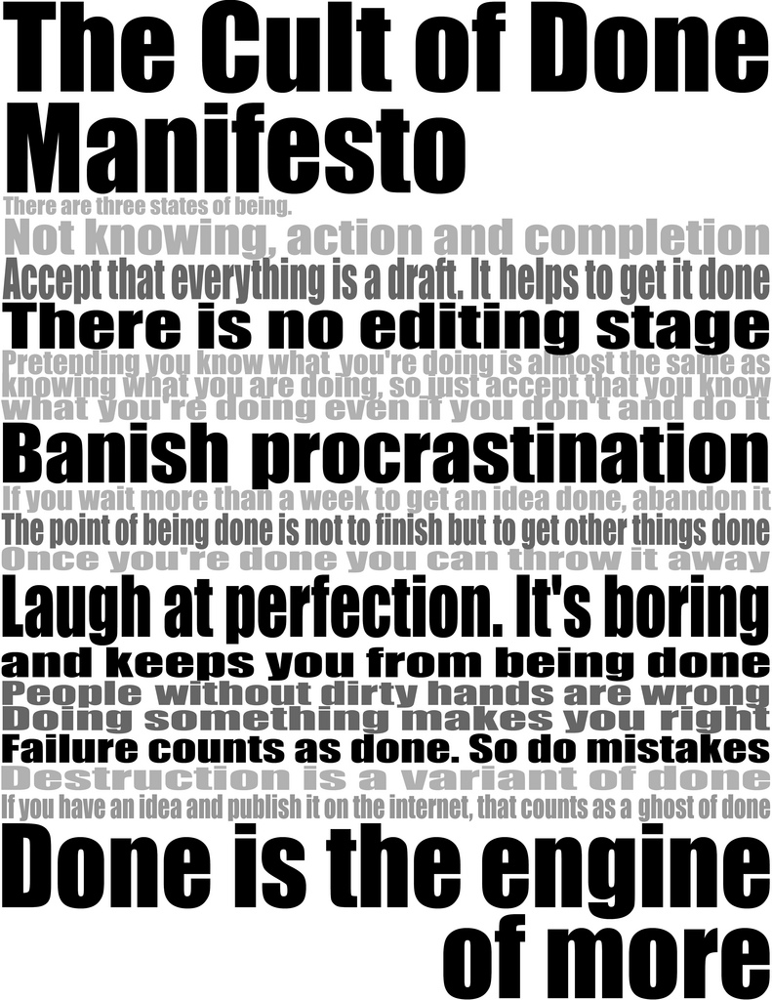 The Cult of Done
Manifesto
There are three states of being.
Not knowing, action and completion
Accept that everything is a draft. It helps to get it done
There is no editing stage
Pretending you know what you're doing is almost the same as
knowing what you are doing, so just accept that you know
what you're doing even if you don't and do it
Banish procrastination
If you wait more than a week to get an idea done, abandon it
The point of being done is not to finish but to get other things done
Once you're done you can throw it away
Laugh at perfection. It's boring
and keeps you from being done
People without dirty hands are wrong
Doing something makes you right
Failure counts as done. So do mistakes
Destruction is a variant of done
If you have an idea and publish it on the internet, that counts as a ghost of done
Done is the engine
of more